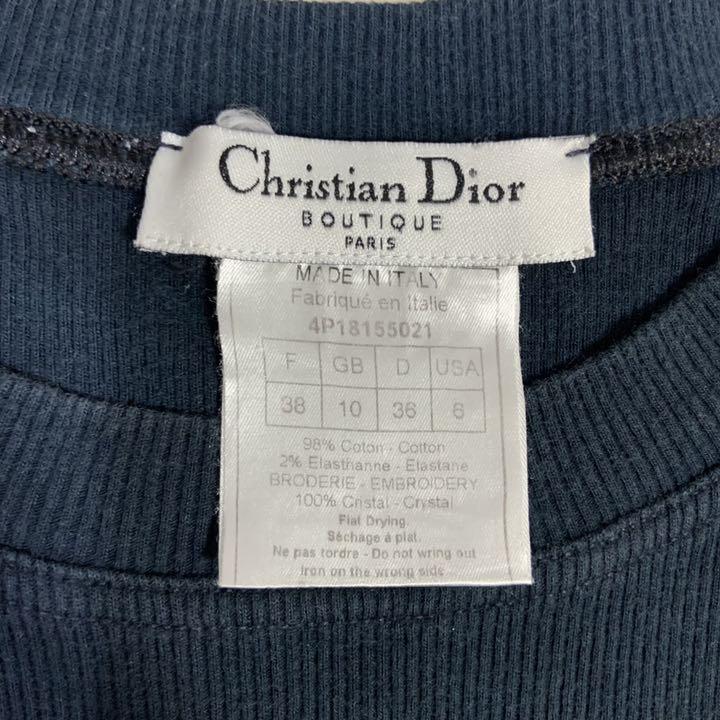 Christian Dior
BOUTIQUE
PARIS
MADE IN ITALY
Fabriqué en Italie
4P18155021
F GB D USA
38 10 36 6
98% Coton - Cotton
2% Elasthanne - Elastane
BRODERIE - EMBROIDERY
100% Cristal - Crystal
Flat Drying.
Séchage à plat.
Ne pas tordre - Do not wring out
Iron on the wrong side